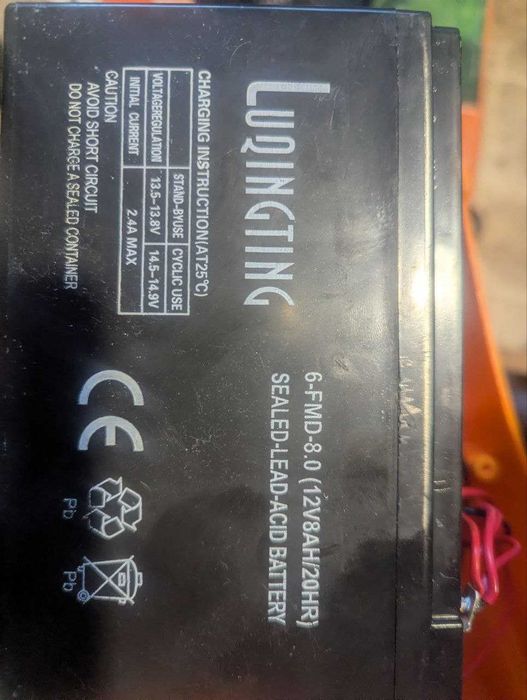 LUQINGTING
6-FMD-8.0 (12V8AH/20HR)
SEALED-LEAD-ACID BATTERY
CHARGING INSTRUCTION(AT25℃)
STAND-BYUSE CYCLIC USE
VOLTAGEREGULATION 13.5-13.8V 14.5-14.9V
INITIAL CURRENT 2.4A MAX
CAUTION
AVOID SHORT CIRCUIT
DO NOT CHARGE A SEALED CONTAINER
CE
Pb
Pb